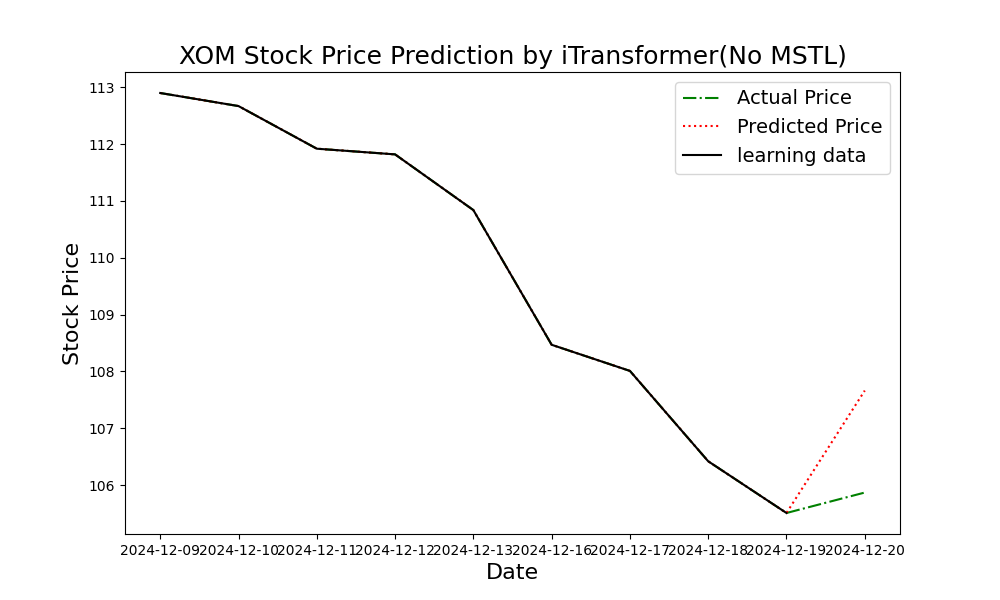 XOM Stock Price Prediction by iTransformer(No MSTL)
Actual Price
Predicted Price
learning data
Stock Price
113
112
111
110
109
108
107
106
2024-12-09 2024-12-10 2024-12-11 2024-12-12 2024-12-13 2024-12-16 2024-12-17 2024-12-18 2024-12-19 2024-12-20
Date